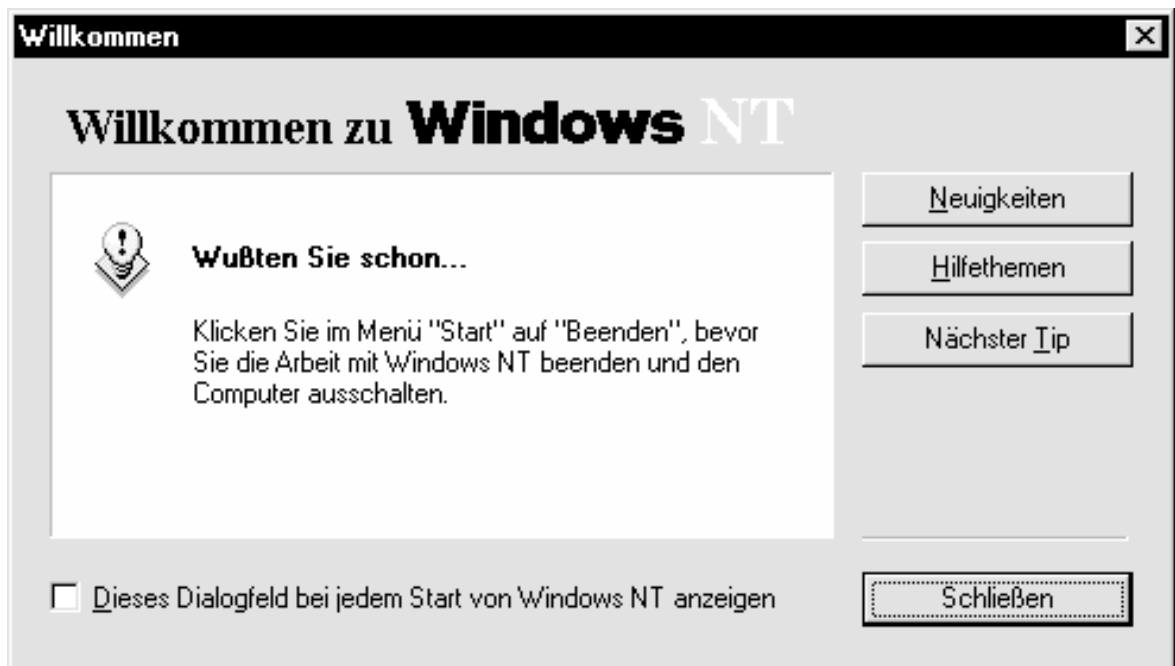 Willkommen
Willkommen zu Windows NT
Wußten Sie schon...
Klicken Sie im Menü "Start" auf "Beenden", bevor
Sie die Arbeit mit Windows NT beenden und den
Computer ausschalten.
Neuigkeiten
Hilfethemen
Nächster Tip
Dieses Dialogfeld bei jedem Start von Windows NT anzeigen
Schließen